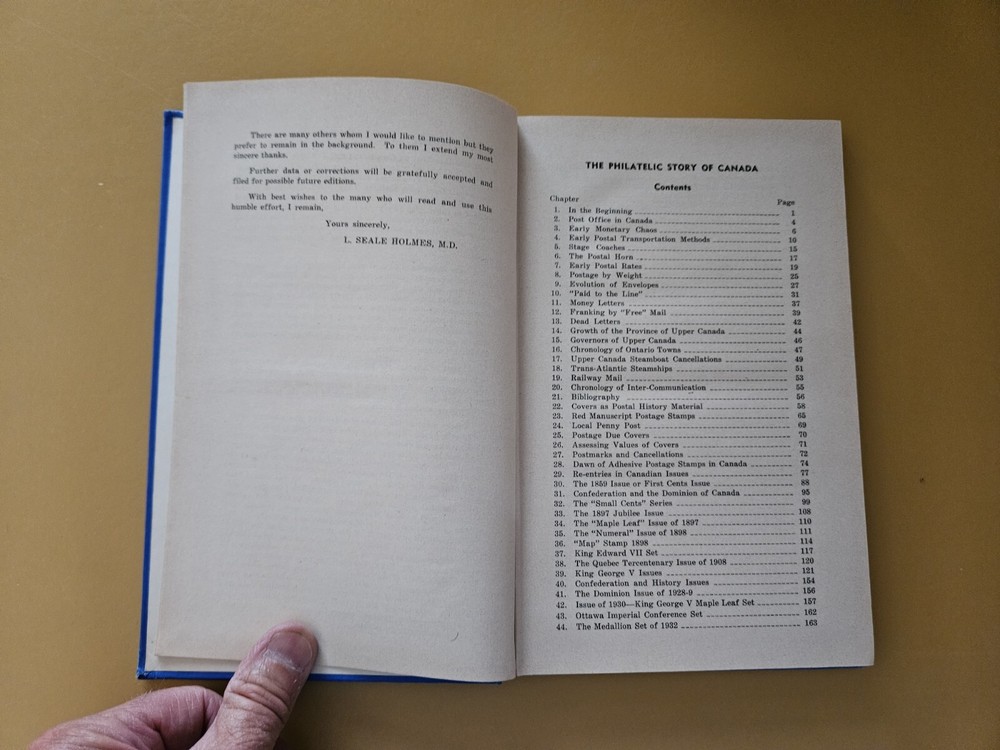 There are many others whom I would like to mention but they
prefer to remain in the background. To them I extend my most
sincere thanks.
Further data or corrections will be gratefully accepted and
filed for possible future editions.
With best wishes to the many who will read and use this
humble effort, I remain,
Yours sincerely,
L. SEALE HOLMES, M.D.
THE PHILATELIC STORY OF CANADA
Contents
Chapter Page
1. In the Beginning 1
2. Post Office in Canada 4
3. Early Monetary Chaos 6
4. Early Postal Transportation Methods 10
5. Stage Coaches 15
6. The Postal Horn 17
7. Early Postal Rates 19
8. Postage by Weight 25
9. Evolution of Envelopes 27
10. "Paid to the Line" 31
11. Money Letters 37
12. Franking by "Free" Mail 39
13. Dead Letters 42
14. Growth of the Province of Upper Canada 44
15. Governors of Upper Canada 46
16. Chronology of Ontario Towns 47
17. Upper Canada Steamboat Cancellations 49
18. Trans-Atlantic Steamships 51
19. Railway Mail 53
20. Chronology of Inter-Communication 55
21. Bibliography 56
22. Covers as Postal History Material 58
23. Red Manuscript Postage Stamps 65
24. Local Penny Post 69
25. Postage Due Covers 70
26. Assessing Values of Covers 71
27. Postmarks and Cancellations 72
28. Dawn of Adhesive Postage Stamps in Canada 74
29. Re-entries in Canadian Issues 77
30. The 1859 Issue or First Cents Issue 88
31. Confederation and the Dominion of Canada 95
32. The "Small Cents" Series 99
33. The 1897 Jubilee Issue 108
34. The "Maple Leaf" Issue of 1897 110
35. The "Numeral" Issue of 1898 111
36. "Map" Stamp 1898 114
37. King Edward VII Set 117
38. The Quebec Tercentenary Issue of 1908 120
39. King George V Issues 121
40. Confederation and History Issues 154
41. The Dominion Issue of 1928-9 156
42. Issue of 1930—King George V Maple Leaf Set 157
43. Ottawa Imperial Conference Set 162
44. The Medallion Set of 1932 163